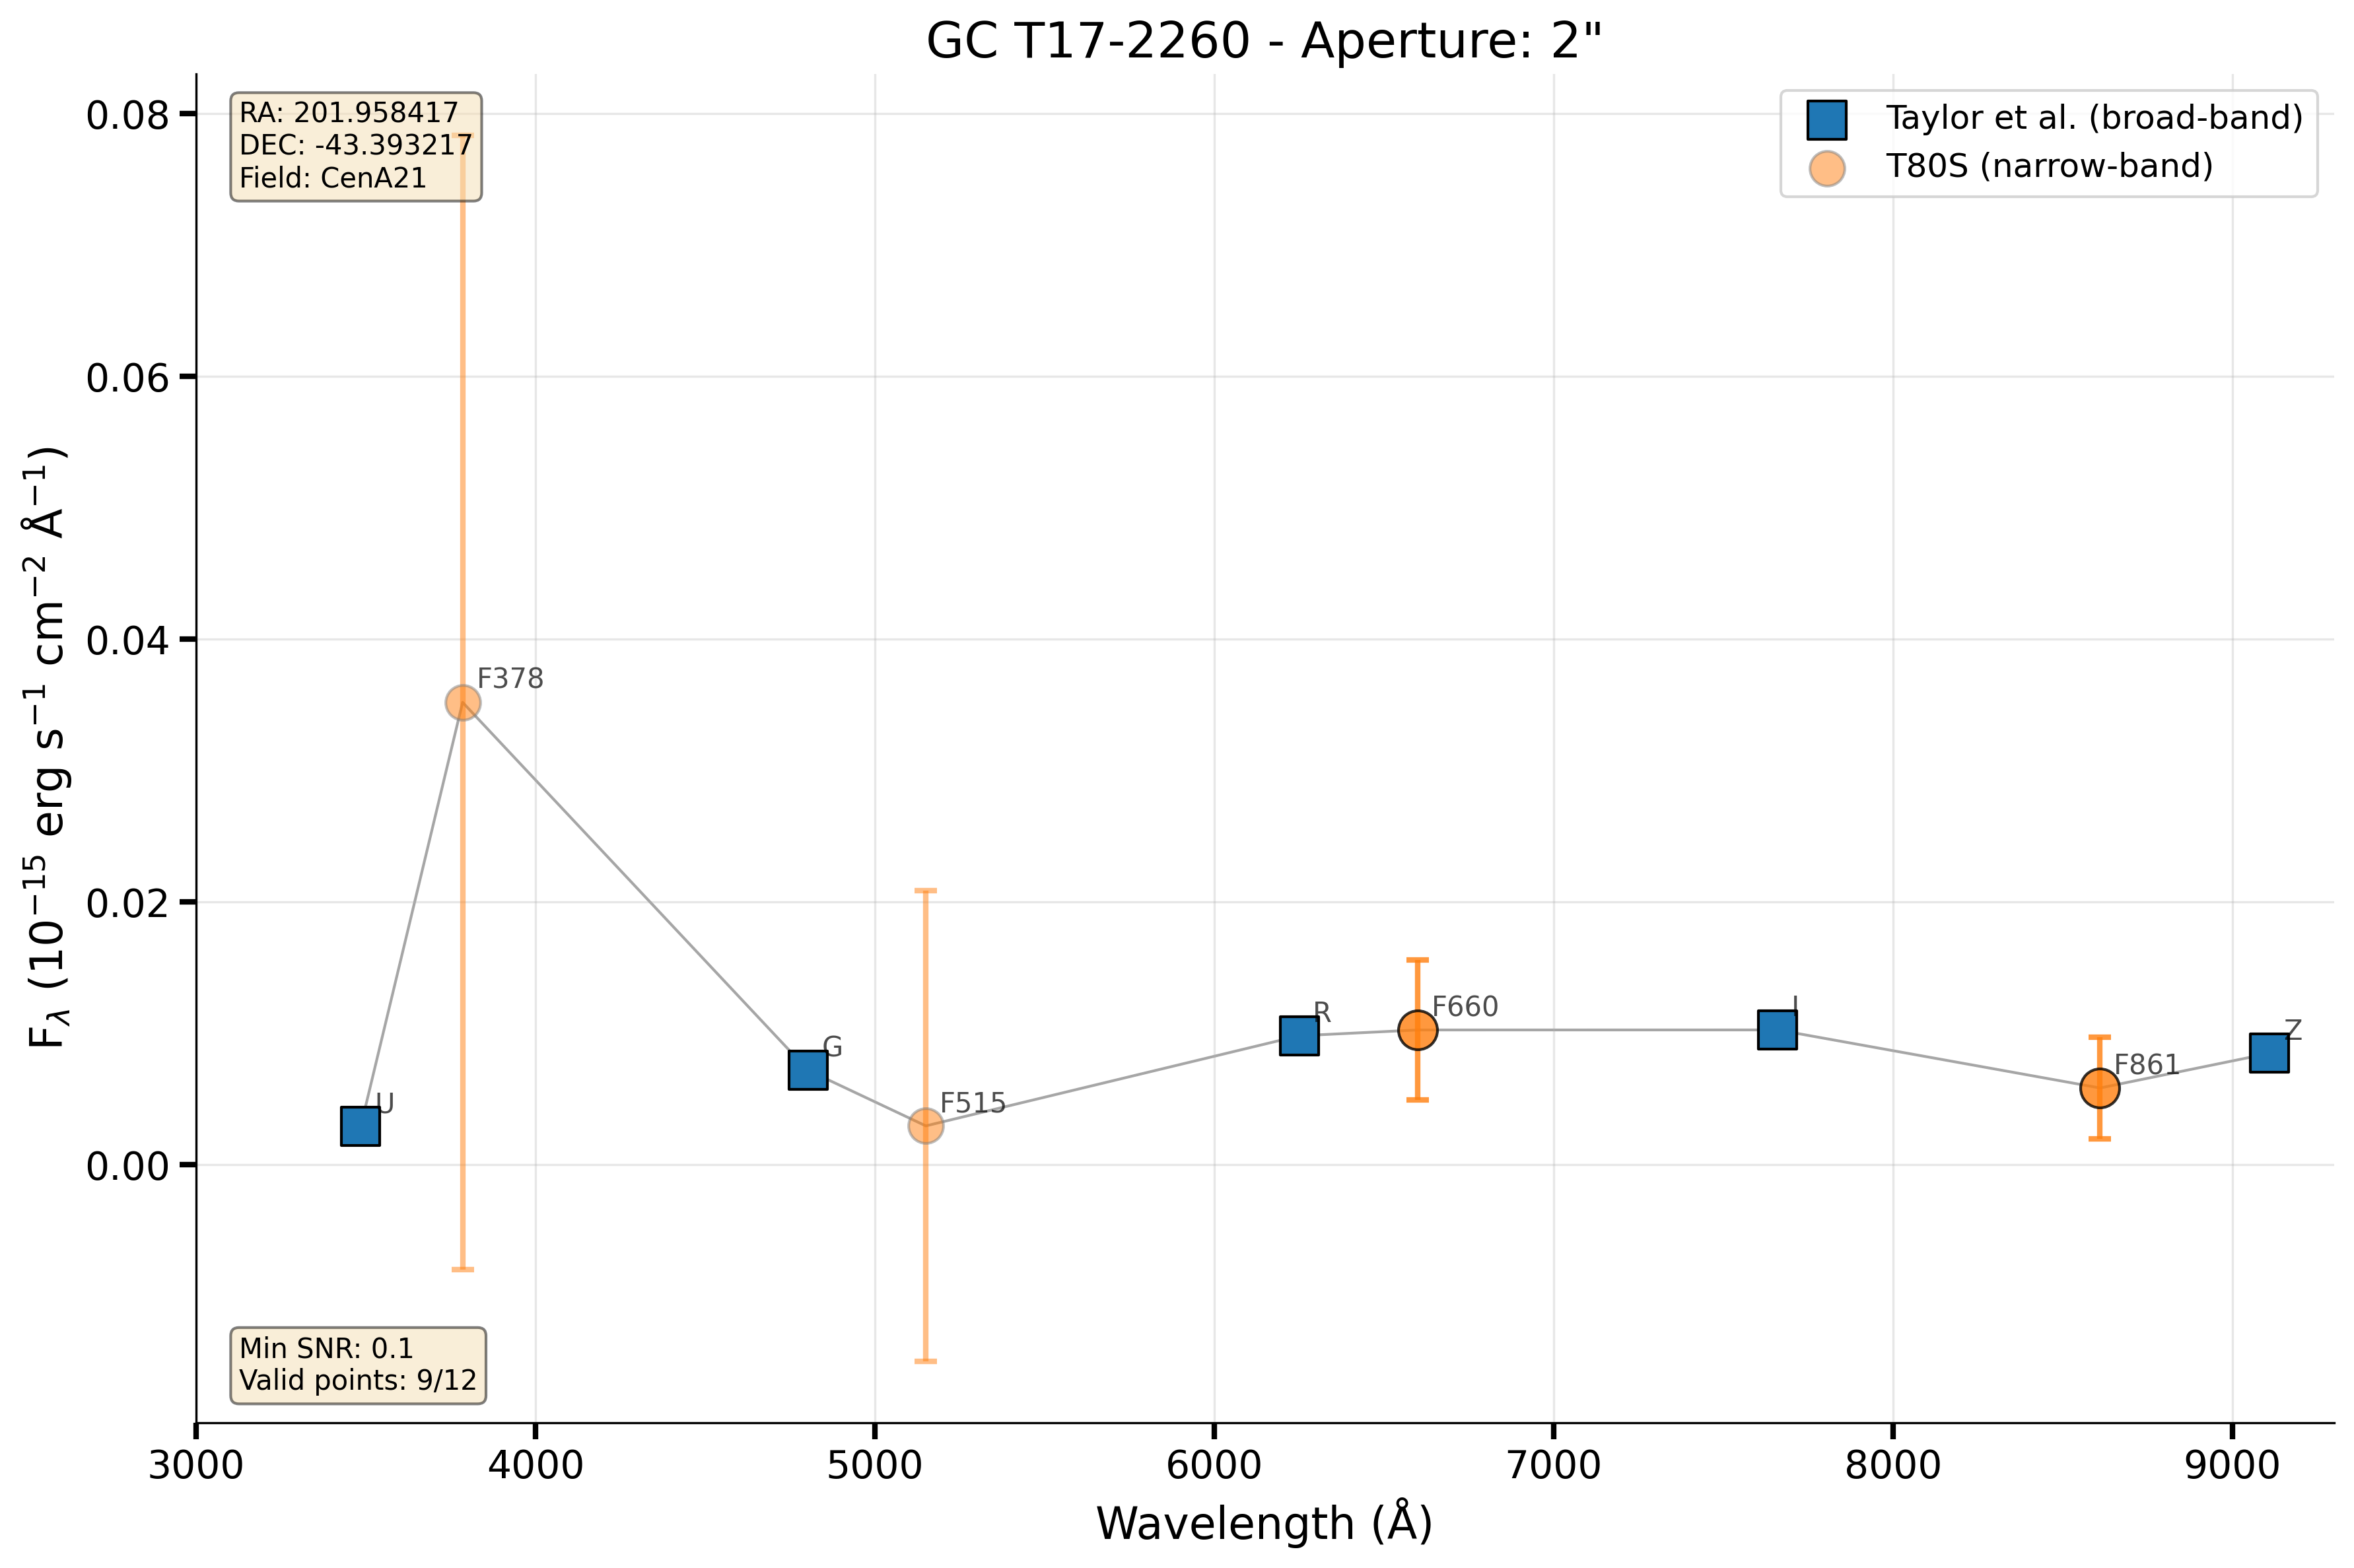 GC T17-2260 - Aperture: 2"
RA: 201.958417
DEC: -43.393217
Field: CenA21
Taylor et al. (broad-band)
T80S (narrow-band)
0.08
0.06
0.04
0.02
0.00
F$_{λ}$ (10$^{−15}$ erg s$^{−1}$ cm$^{−2}$ Å$^{−1}$)
U
F378
G
F515
R
F660
I
F861
Z
Min SNR: 0.1
Valid points: 9/12
3000 4000 5000 6000 7000 8000 9000
Wavelength (Å)